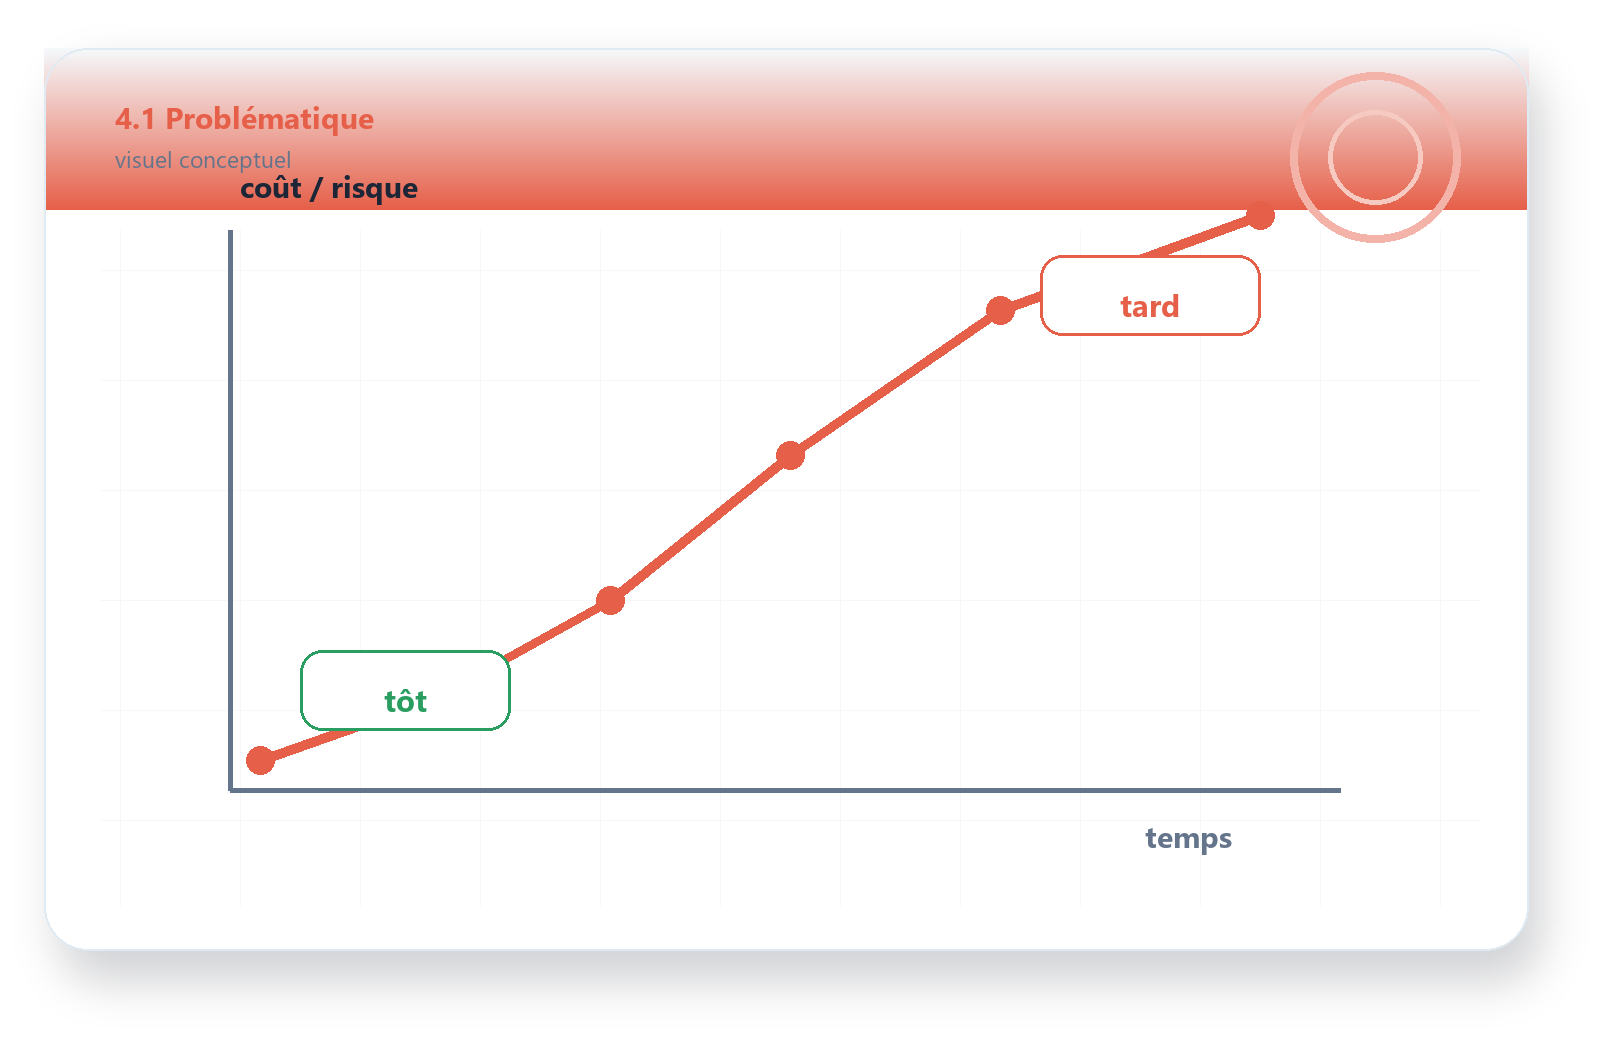 4.1 Problématique
visuel conceptuel
coût / risque
tard
tôt
temps